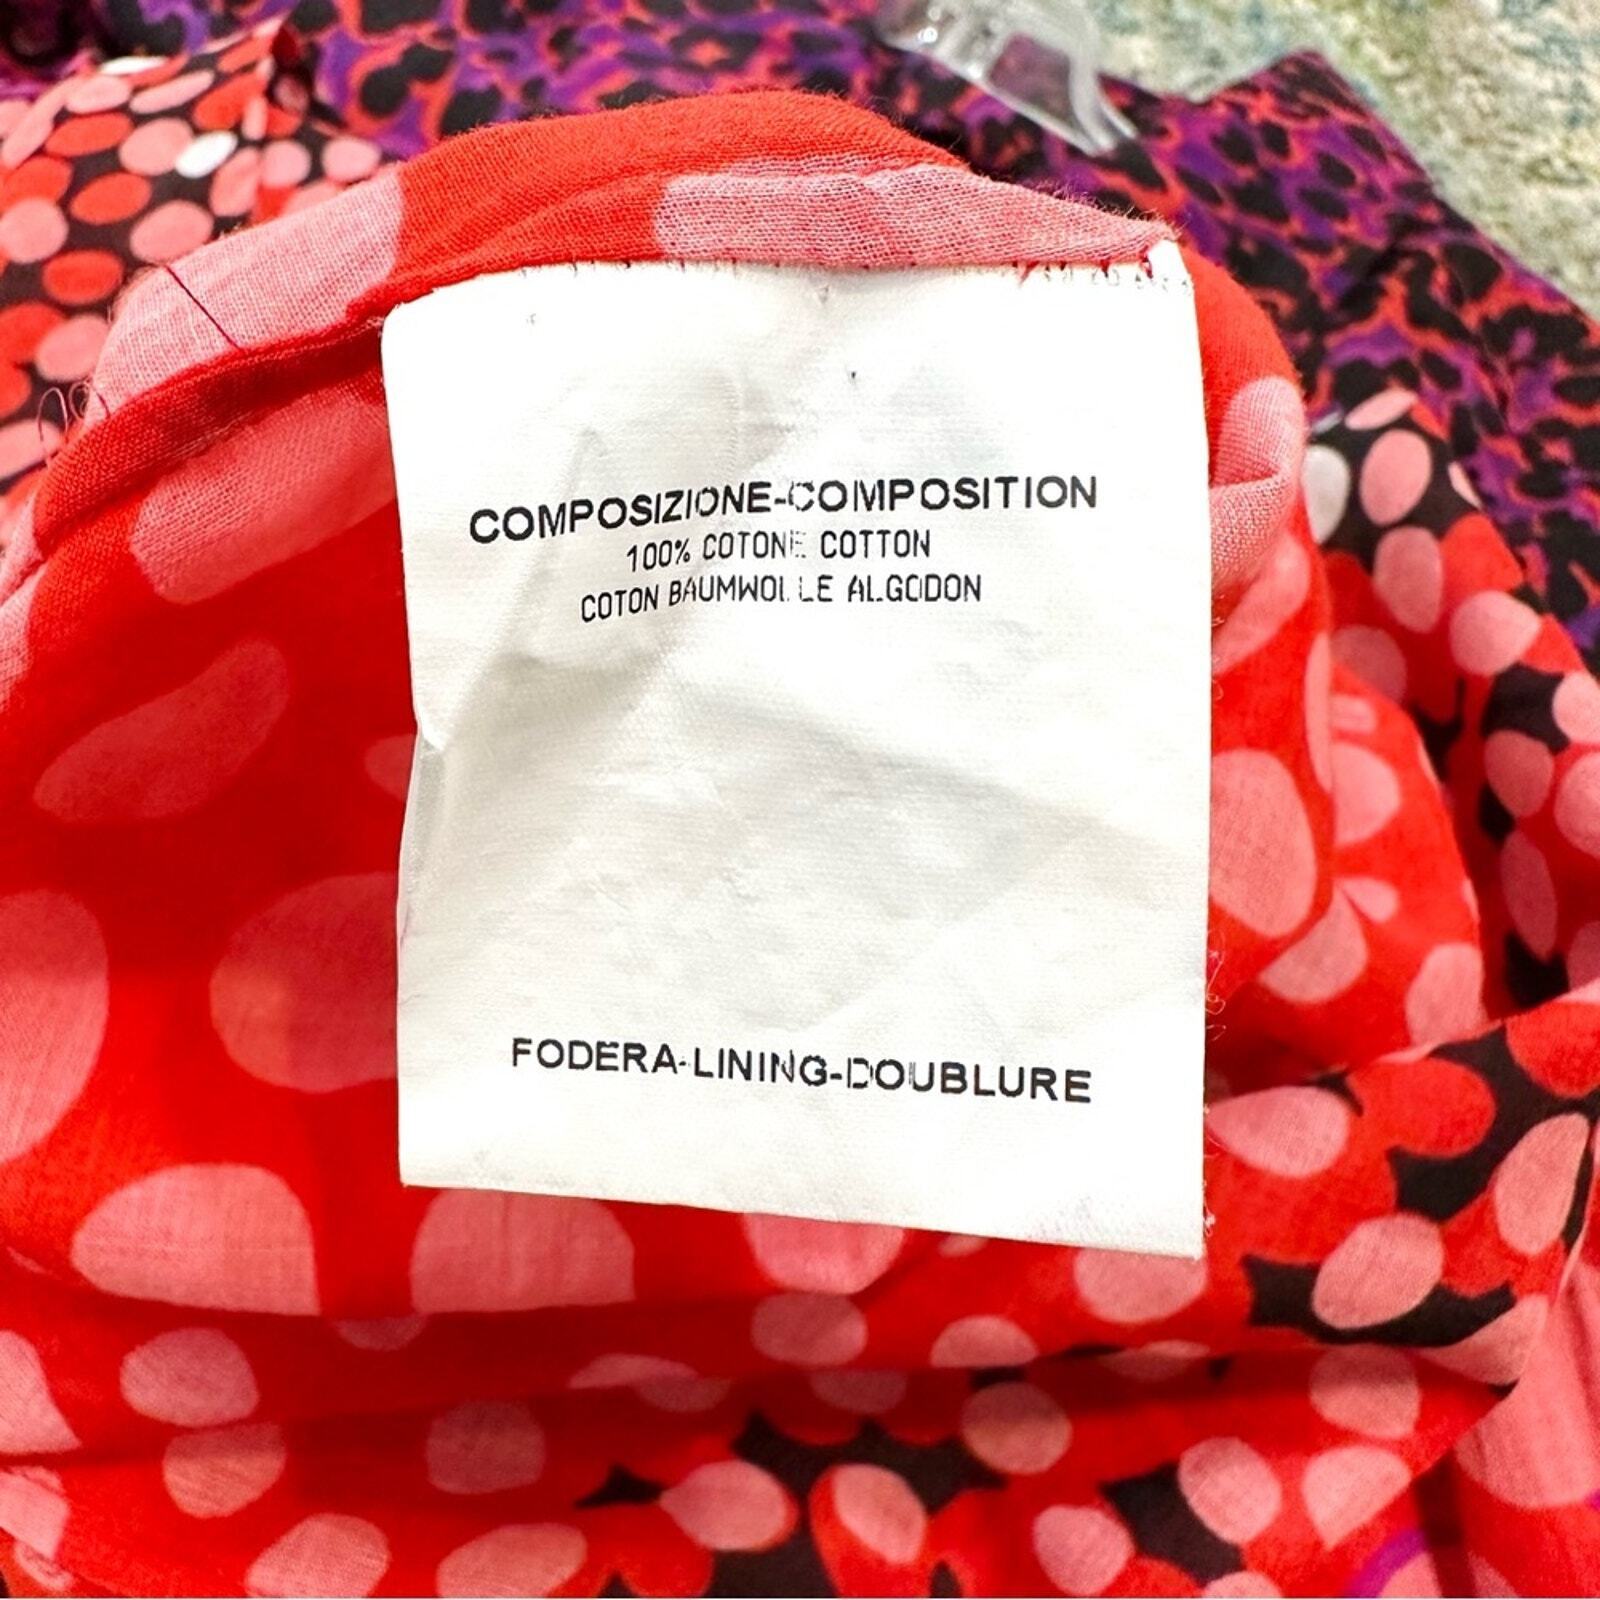 COMPOSIZIONE-COMPOSITION
100% COTONE COTTON
COTON BAUMWOLLE ALGODON
FODERA-LINING-DOUBLURE